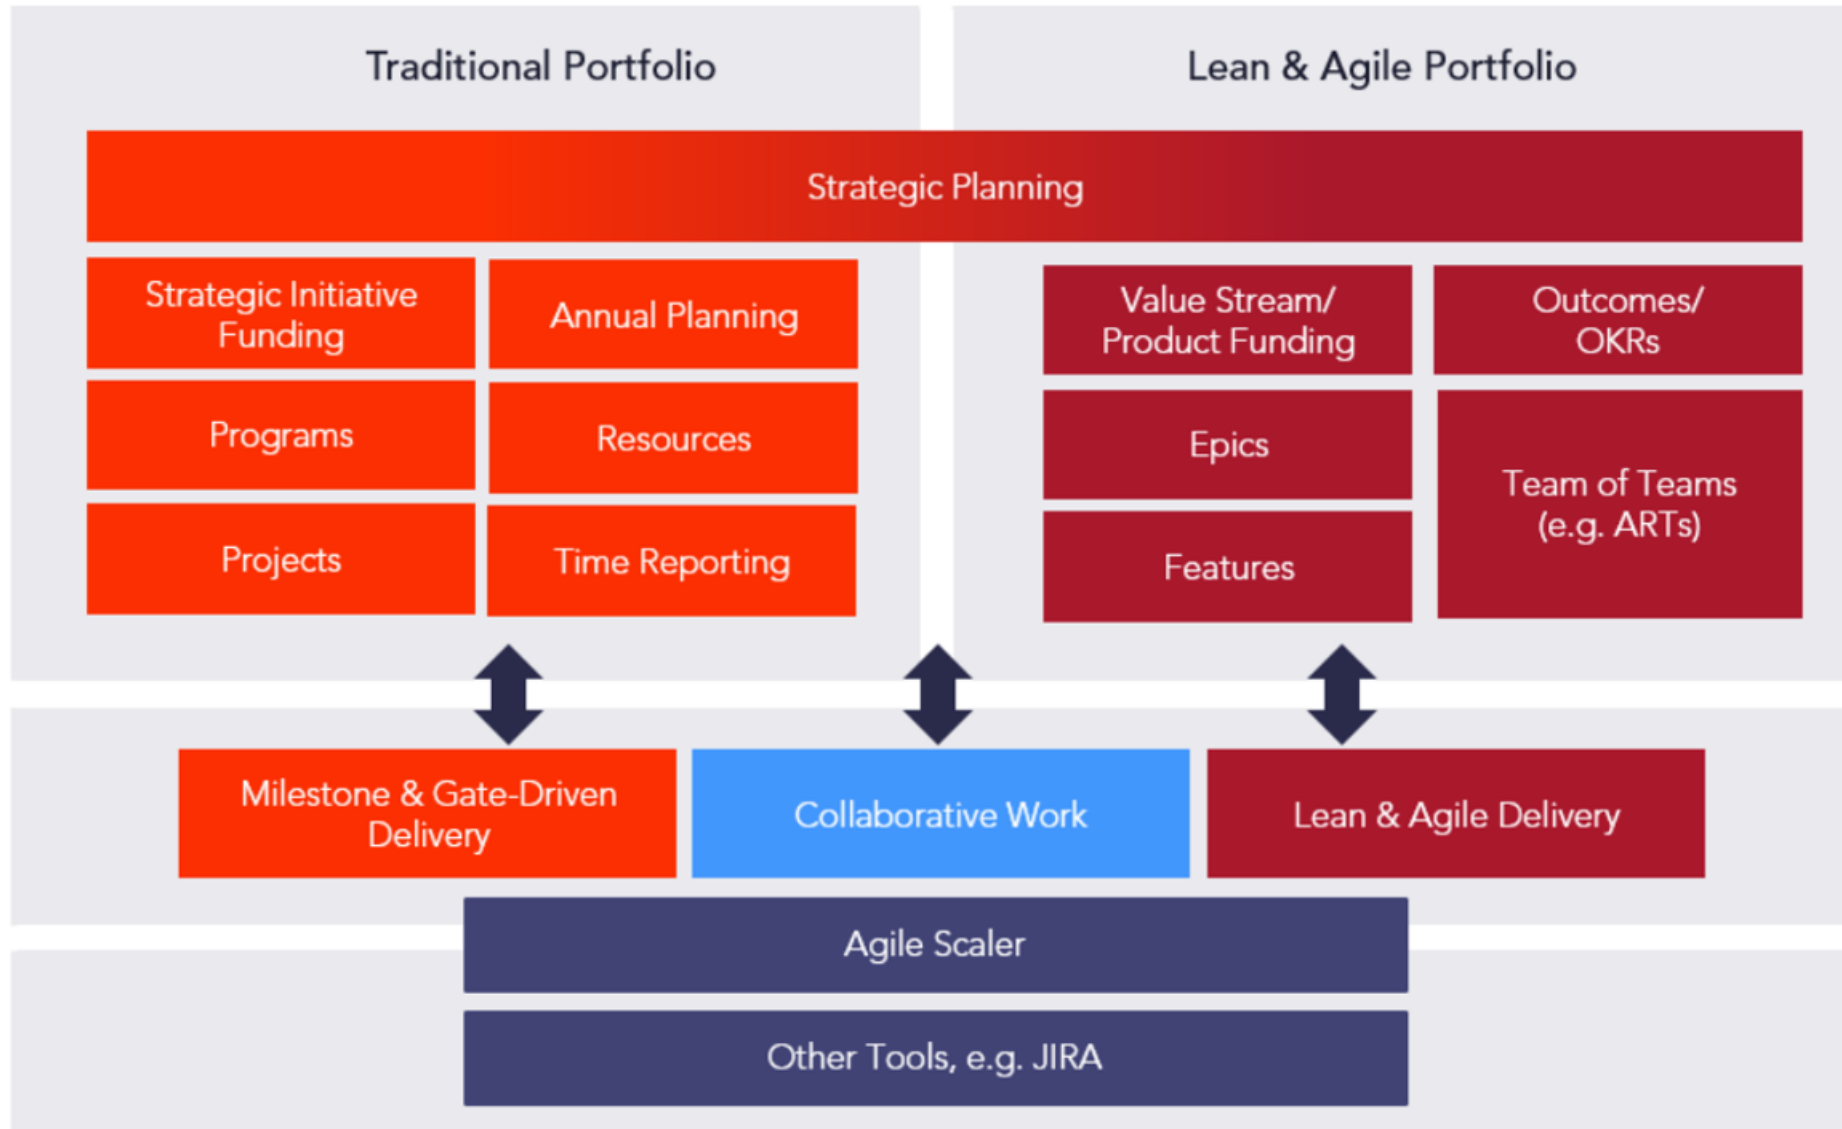 Traditional Portfolio
Lean & Agile Portfolio
Strategic Planning
Strategic Initiative
Funding
Annual Planning
Programs
Resources
Projects
Time Reporting
Value Stream/
Product Funding
Outcomes/
OKRs
Epics
Team of Teams
(e.g. ARTs)
Features
Milestone & Gate-Driven
Delivery
Collaborative Work
Lean & Agile Delivery
Agile Scaler
Other Tools, e.g. JIRA